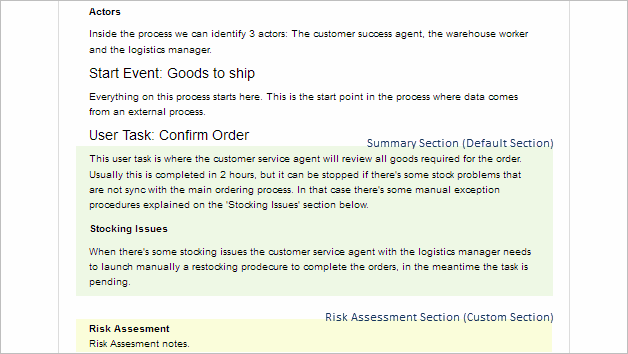 Actors
Inside the process we can identify 3 actors: The customer success agent, the warehouse worker
and the logistics manager.
Start Event: Goods to ship
Everything on this process starts here. This is the start point in the process where data comes
from an external process.
User Task: Confirm Order
Summary Section (Default Section)
This user task is where the customer service agent will review all goods required for the order.
Usually this is completed in 2 hours, but it can be stopped if there's some stock problems that
are not sync with the main ordering process. In that case there's some manual exception
procedures explained on the 'Stocking Issues' section below.
Stocking Issues
When there's some stocking issues the customer service agent with the logistics manager needs
to launch manually a restocking prodecure to complete the orders, in the meantime the task is
pending.
Risk Assessment Section (Custom Section)
Risk Assesment
Risk Assesment notes.